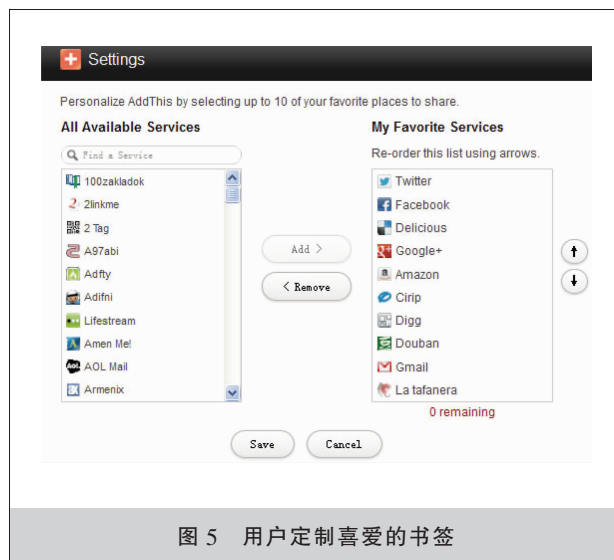 Settings
Personalize AddThis by selecting up to 10 of your favorite places to share.
All Available Services
Find a Service
100zakladok
2linkme
2 Tag
A97abi
Adfty
Adifni
Lifestream
Amen Me!
AOL Mail
Armenix
Add >
< Remove
My Favorite Services
Re-order this list using arrows.
Twitter
Facebook
Delicious
Google+
Amazon
Cirip
Digg
Douban
Gmail
La tafanera
0 remaining
Save
Cancel
图 5 用户定制喜爱的书签